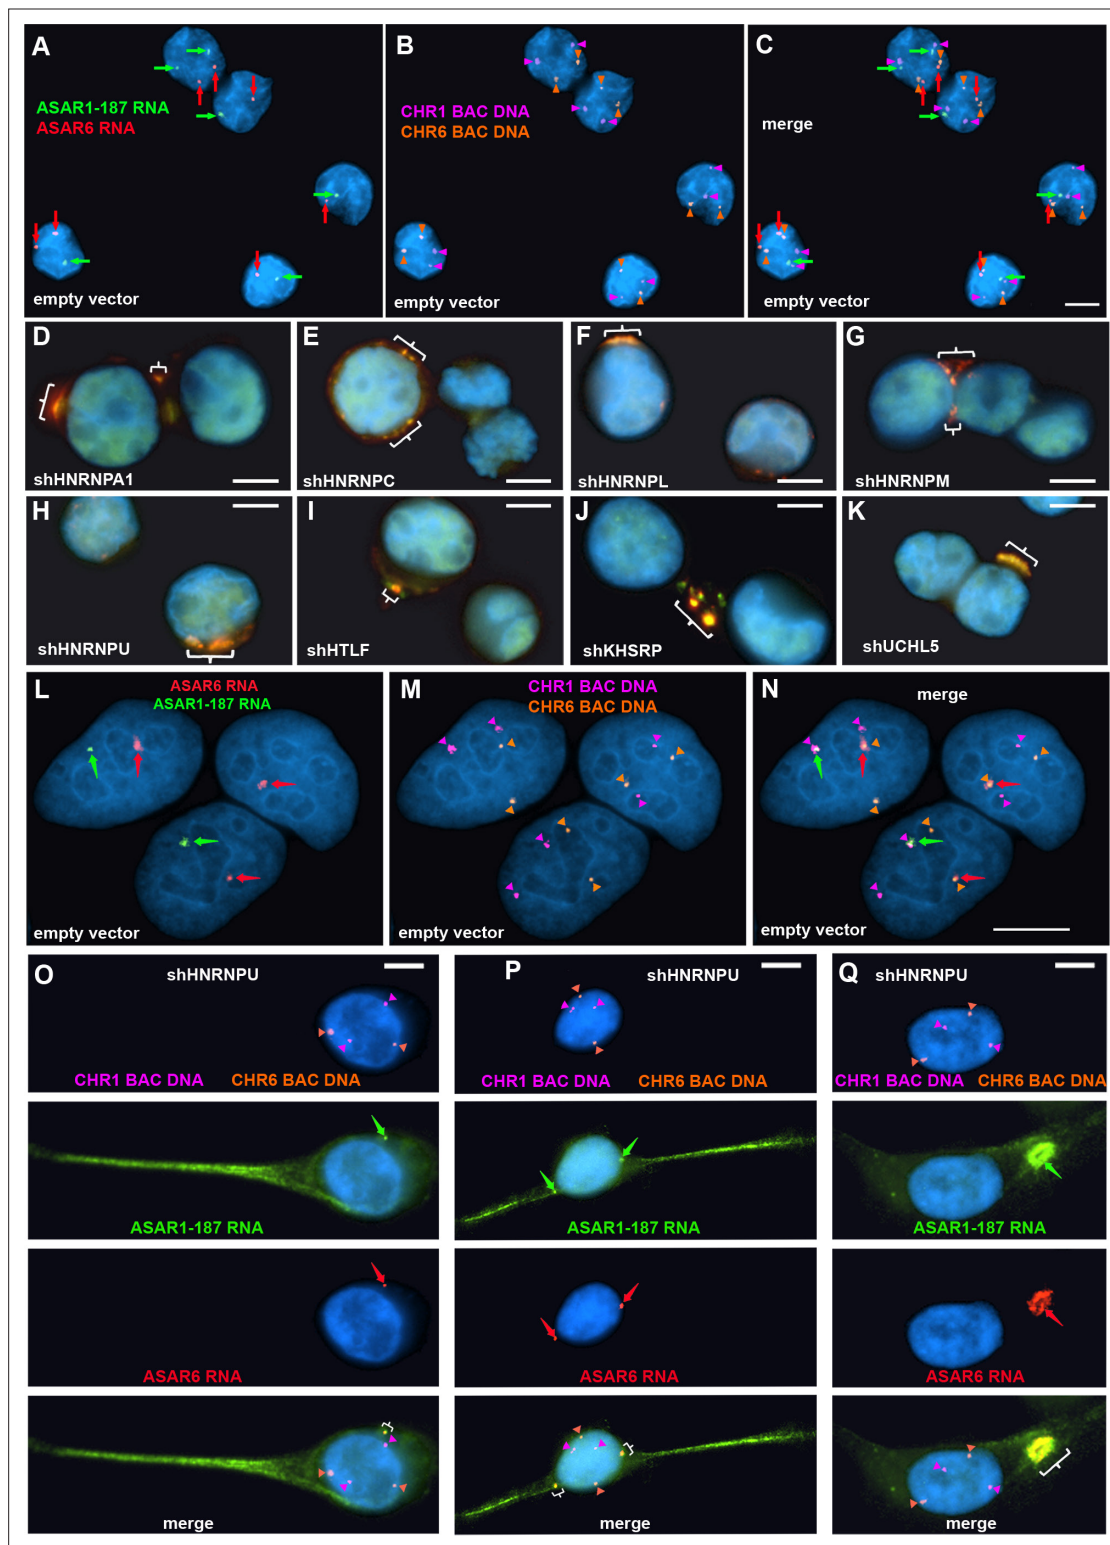 A
ASAR1-187 RNA
ASAR6 RNA
empty vector
B
CHR1 BAC DNA
CHR6 BAC DNA
empty vector
C
merge
empty vector
D
shHNRNPA1
E
shHNRNPC
F
shHNRNPL
G
shHNRNPM
H
shHNRNPU
I
shHTLF
J
shKHSRP
K
shUCHL5
L
ASAR6 RNA
ASAR1-187 RNA
empty vector
M
CHR1 BAC DNA
CHR6 BAC DNA
empty vector
N
merge
empty vector
O
shHNRNPU
CHR1 BAC DNA CHR6 BAC DNA
ASAR1-187 RNA
ASAR6 RNA
merge
P
shHNRNPU
CHR1 BAC DNA CHR6 BAC DNA
ASAR1-187 RNA
ASAR6 RNA
merge
Q
shHNRNPU
CHR1 BAC DNA CHR6 BAC DNA
ASAR1-187 RNA
ASAR6 RNA
merge